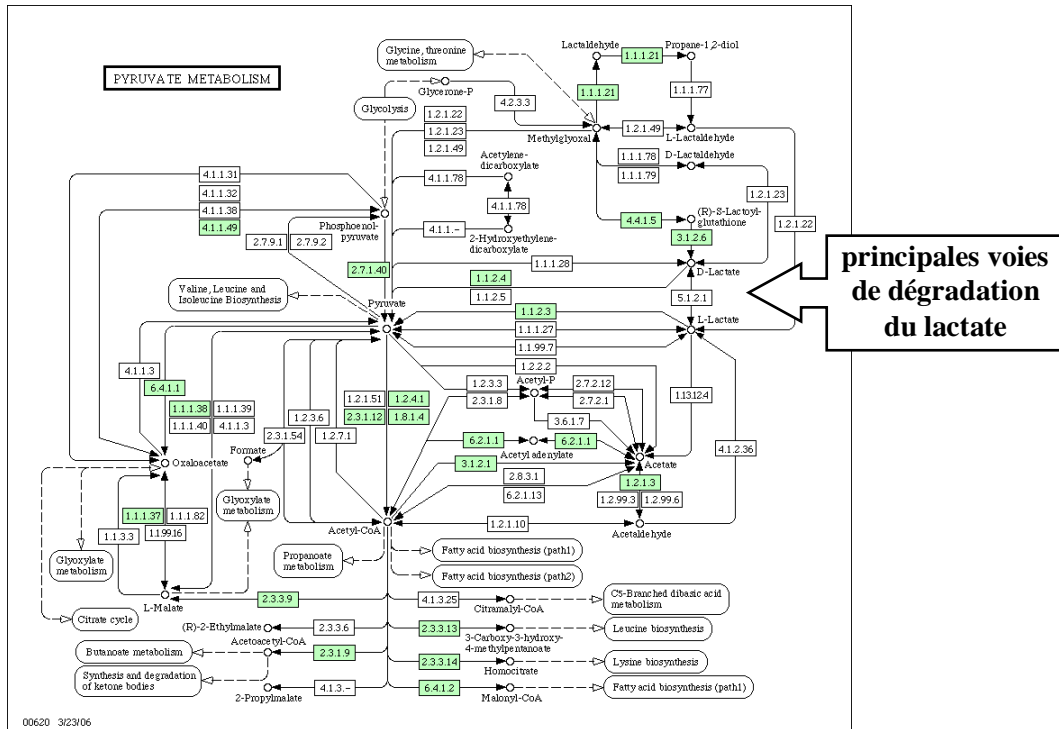 PYRUVATE METABOLISM
Glycine, threonine
metabolism
Lactaldehyde
1.1.1.21
Propane-1,2-diol
Glycerone-P
Glycolysis
4.2.3.3
1.1.1.21
1.1.1.77
1.2.1.22
1.2.1.23
1.2.1.49
Methylglyoxal
1.2.1.49
L-Lactaldehyde
Acetylene-
dicarboxylate
1.1.1.78
1.1.1.79
D-Lactaldehyde
4.1.1.31
4.1.1.32
4.1.1.38
4.1.1.49
4.1.1.78
4.1.1.78
1.2.1.23
1.2.1.22
Phosphoenol-
pyruvate
4.1.1.-
2-Hydroxyethylene-
dicarboxylate
4.4.1.5
(R)-S-Lactoyl-
glutathione
3.1.2.6
2.7.9.1
2.7.9.2
2.7.1.40
1.1.1.28
D-Lactate
1.1.2.4
1.1.2.5
5.1.2.1
Valine, Leucine and
Isoleucine Biosynthesis
Pyruvate
1.1.2.3
1.1.1.27
1.1.99.7
L-Lactate
principales voies
de dégradation
du lactate
1.2.2.2
4.1.1.3
6.4.1.1
1.1.1.38
1.1.1.39
1.1.1.40
4.1.1.3
2.3.1.54
1.2.3.6
1.2.7.1
1.2.1.51
1.2.4.1
2.3.1.12
1.8.1.4
1.2.3.3
2.3.1.8
Acetyl-P
2.7.2.12
2.7.2.1
3.6.1.7
1.13.12.4
4.1.2.36
Formate
6.2.1.1
Acetyl adenylate
6.2.1.1
Oxaloacetate
3.1.2.1
Acetate
2.8.3.1
6.2.1.13
1.2.1.3
1.2.99.3
1.2.99.6
Glyoxylate
metabolism
1.1.1.37
1.1.1.82
1.1.99.16
1.1.3.3
Acetyl-CoA
1.2.1.10
Acetaldehyde
Glyoxylate
metabolism
Propanoate
metabolism
Fatty acid biosynthesis (path1)
Fatty acid biosynthesis (path2)
Citrate cycle
L-Malate
2.3.3.9
4.1.3.25
Citramalyl-CoA
C5-Branched dibasic acid
metabolism
(R)-2-Ethylmalate
2.3.3.6
2.3.3.13
3-Carboxy-3-hydroxy-
4-methylpentanoate
Leucine biosynthesis
Butanoate metabolism
Acetoacetyl-CoA
2.3.1.9
2.3.3.14
Homocitrate
Lysine biosynthesis
Synthesis and degradation
of ketone bodies
2-Propylmalate
4.1.3.-
6.4.1.2
Malonyl-CoA
Fatty acid biosynthesis (path1)
00620 3/23/06